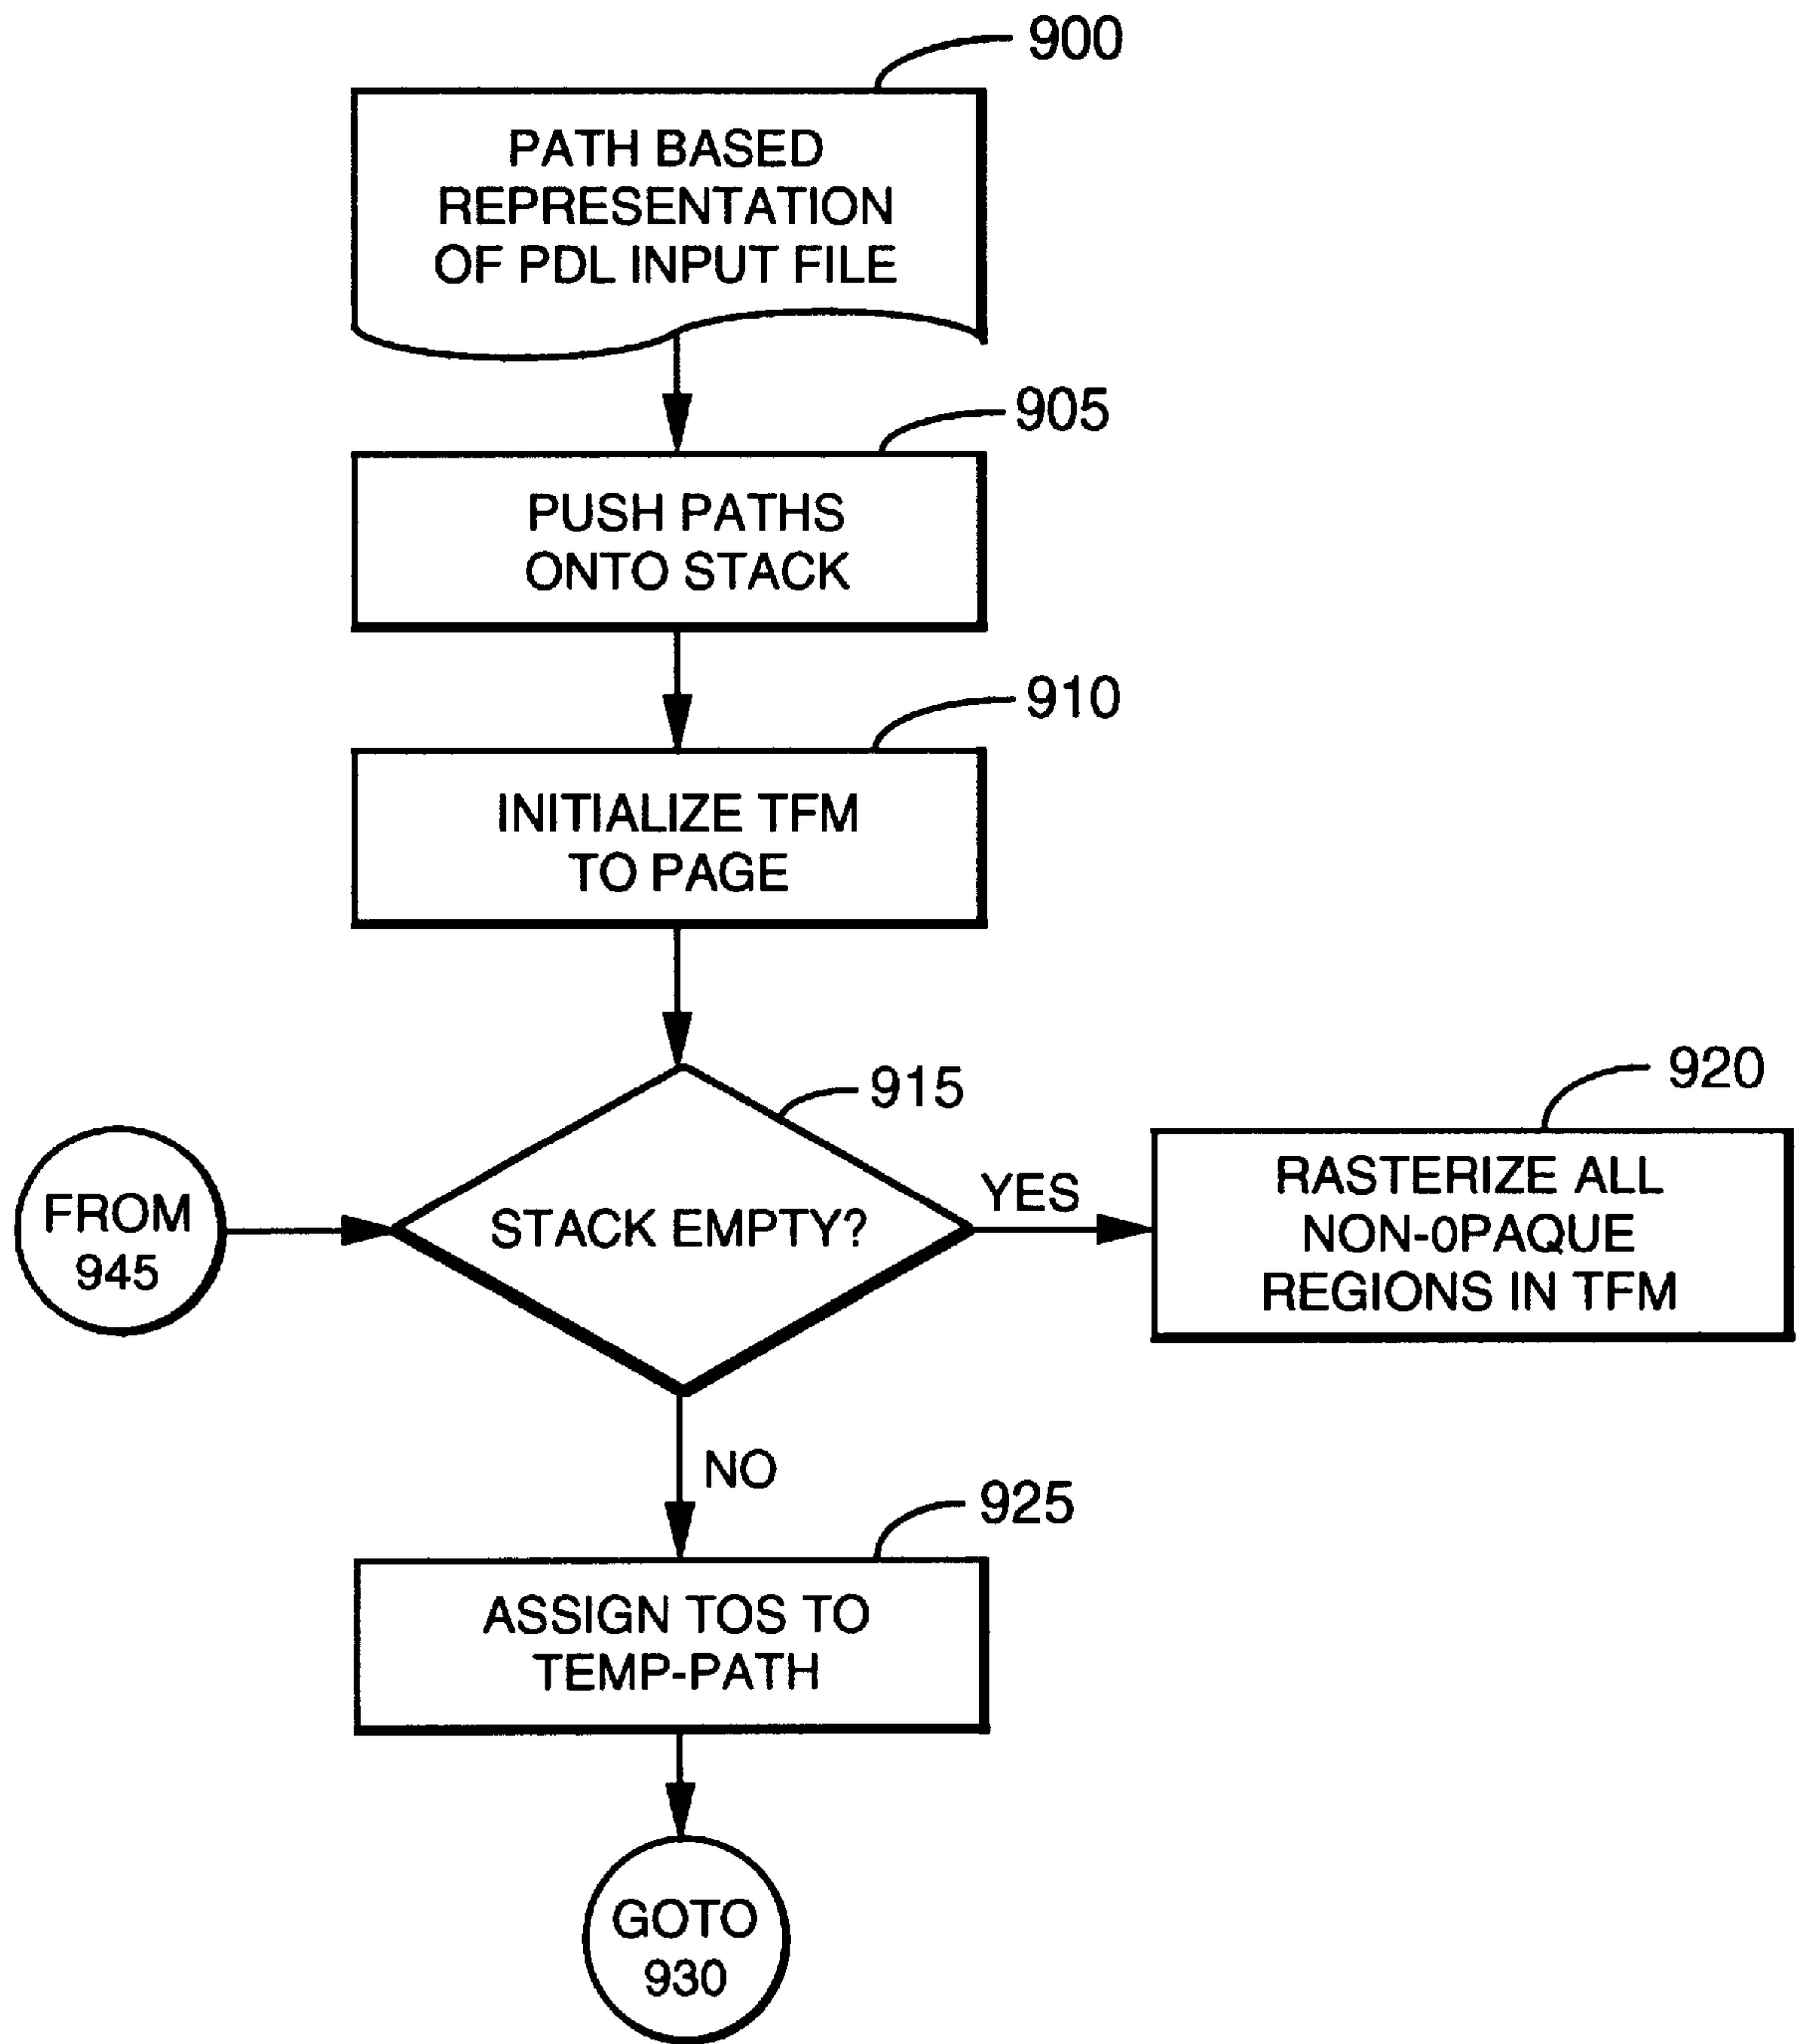 900
PATH BASED
REPRESENTATION
OF PDL INPUT FILE
905
PUSH PATHS
ONTO STACK
910
INITIALIZE TFM
TO PAGE
915
920
FROM
945
STACK EMPTY?
YES
RASTERIZE ALL
NON-0PAQUE
REGIONS IN TFM
NO
925
ASSIGN TOS TO
TEMP-PATH
GOTO
930